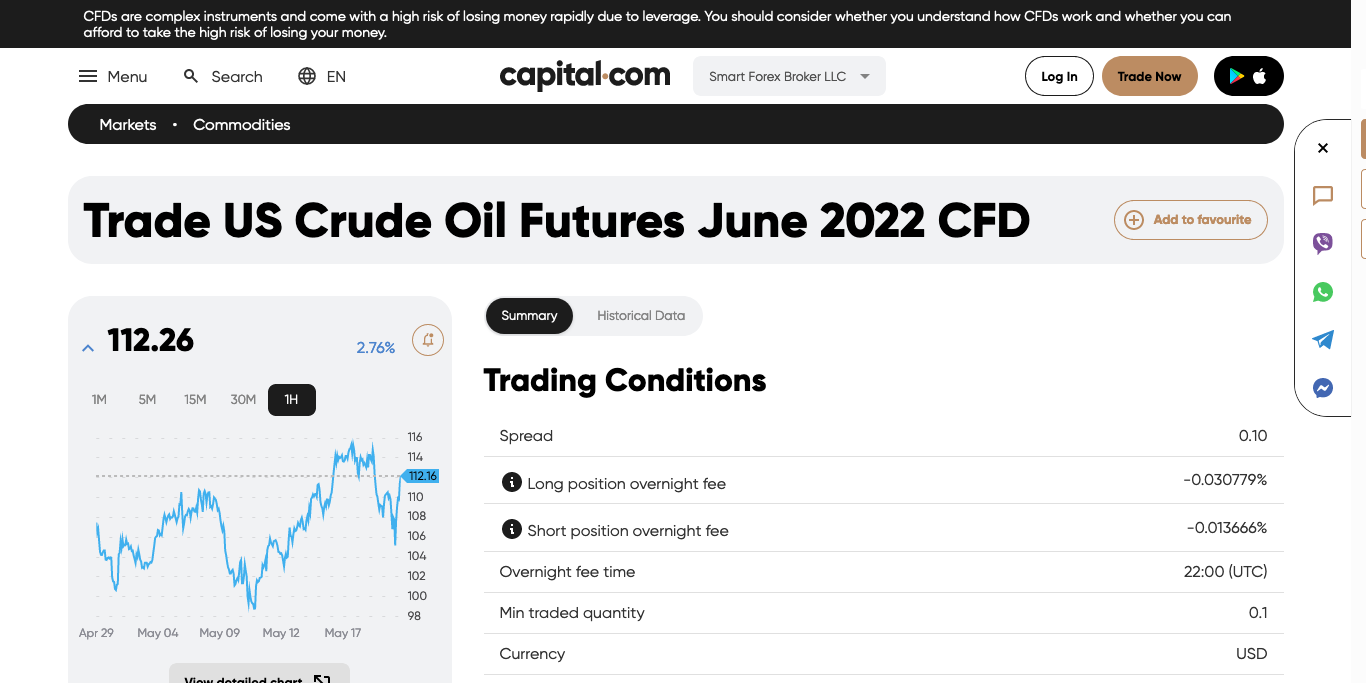 CFDs are complex instruments and come with a high risk of losing money rapidly due to leverage. You should consider whether you understand how CFDs work and whether you can
afford to take the high risk of losing your money.
Menu
Search
EN
capital.com
Smart Forex Broker LLC
Log In
Trade Now
Markets • Commodities
Trade US Crude Oil Futures June 2022 CFD
Add to favourite
112.26
2.76%
1M
5M
15M
30M
1H
116
114
112.16
110
108
106
104
102
100
98
Apr 29
May 04
May 09
May 12
May 17
View detailed chart
Summary
Historical Data
Trading Conditions
Spread 0.10
Long position overnight fee -0.030779%
Short position overnight fee -0.013666%
Overnight fee time 22:00 (UTC)
Min traded quantity 0.1
Currency USD